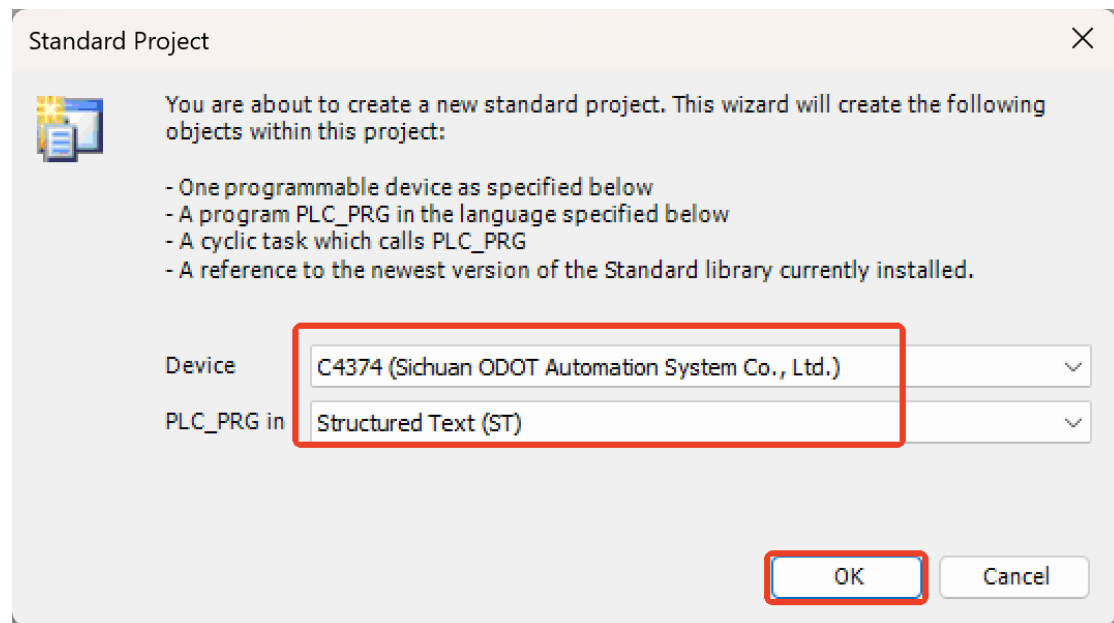 Standard Project
You are about to create a new standard project. This wizard will create the following
objects within this project:
- One programmable device as specified below
- A program PLC_PRG in the language specified below
- A cyclic task which calls PLC_PRG
- A reference to the newest version of the Standard library currently installed.
Device C4374 (Sichuan ODOT Automation System Co., Ltd.)
PLC_PRG in Structured Text (ST)
OK Cancel